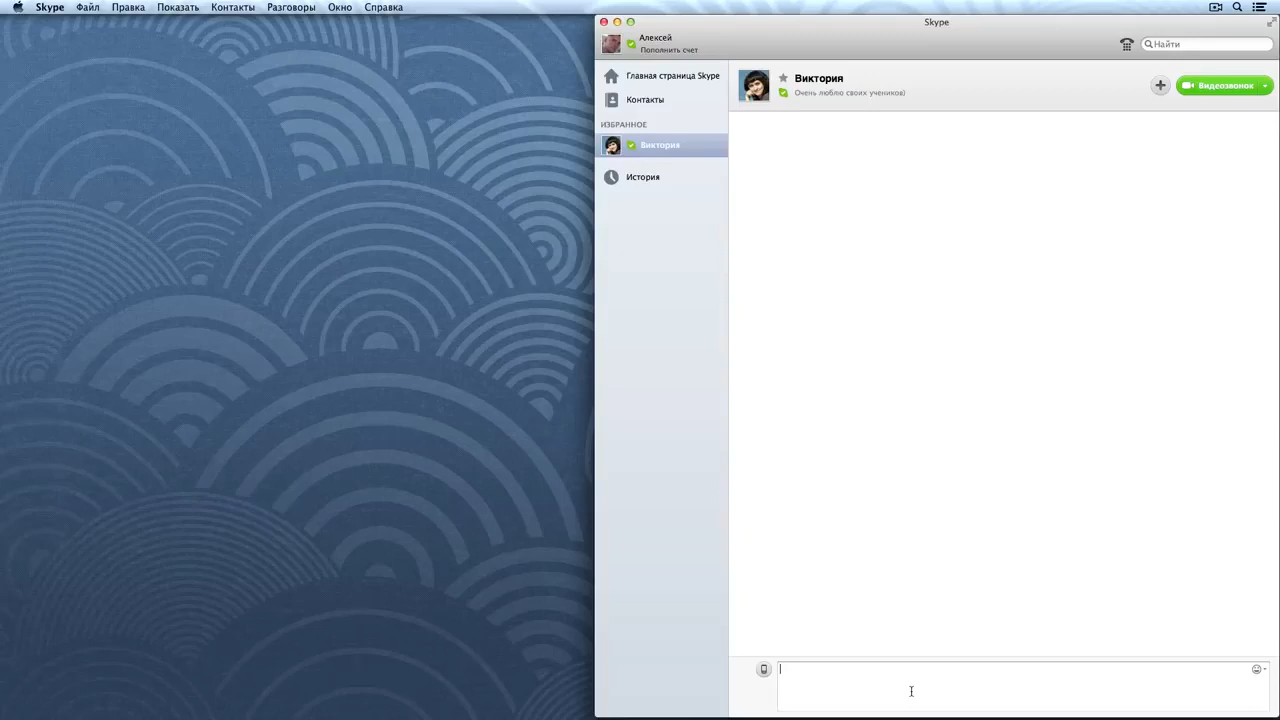 Skype Файл Правка Показать Контакты Разговоры Окно Справка
Skype
Алексей
Пополнить счет
Найти
Главная страница Skype
Контакты
ИЗБРАННОЕ
Виктория
История
Виктория
Очень люблю своих учеников)
Видеозвонок